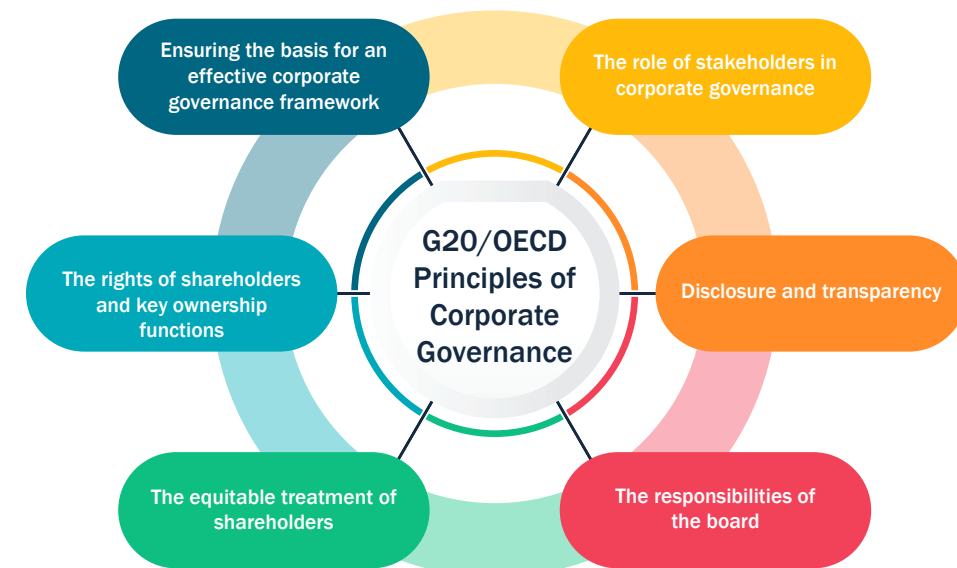 Ensuring the basis for an
effective corporate
governance framework
The role of stakeholders in
corporate governance
The rights of shareholders
and key ownership
functions
G20/OECD
Principles of
Corporate
Governance
Disclosure and transparency
The equitable treatment of
shareholders
The responsibilities of
the board